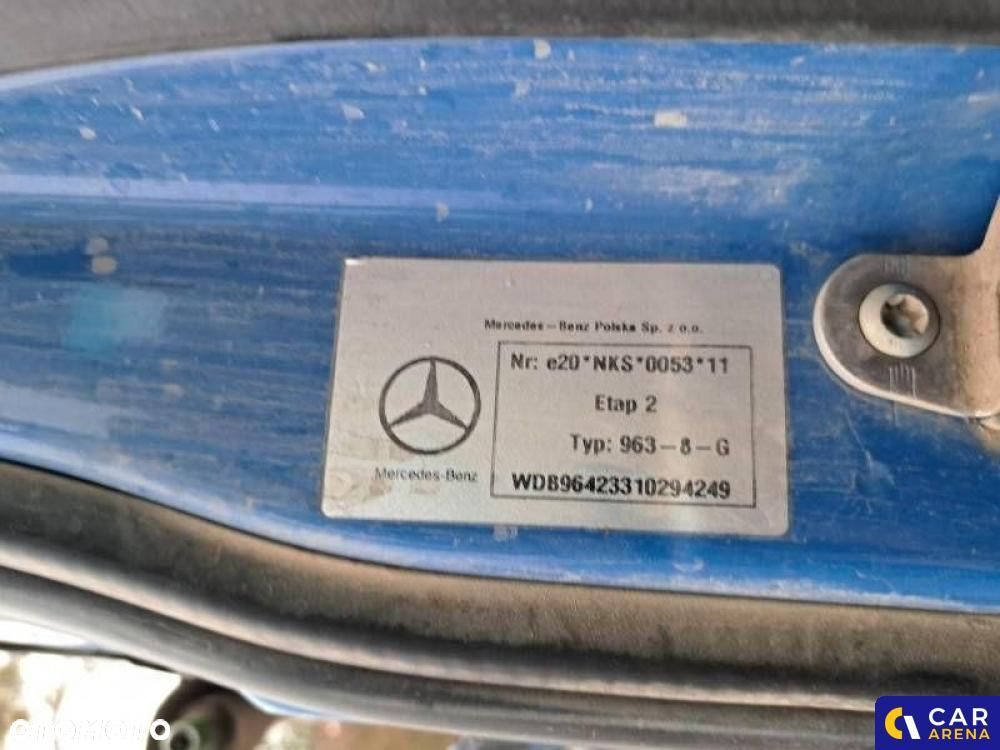 Mercedes-Benz Polska Sp. z o.o.
Nr: e20*NKS*0053*11
Etap 2
Typ: 963-8-G
WDB96423310294249
Mercedes-Benz
OTOMOTO
CAR
ARENA